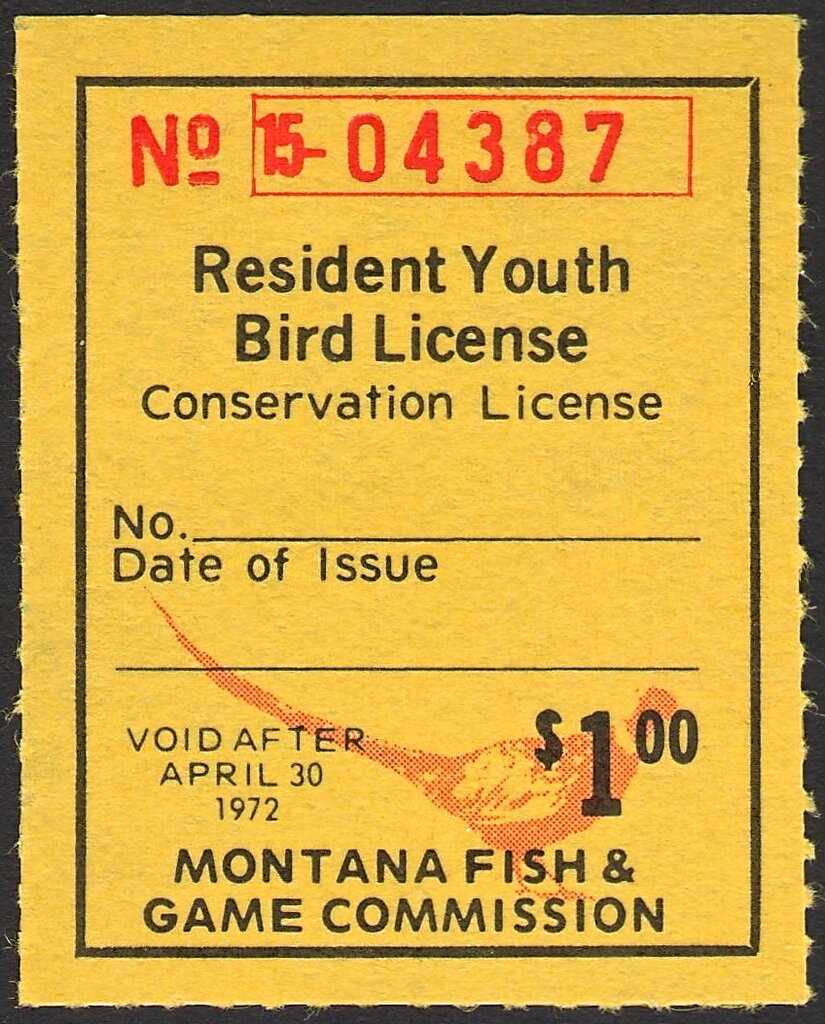 Nº 15-04387
Resident Youth
Bird License
Conservation License
No.
Date of Issue
VOID AFTER
APRIL 30
1972
$1.00
MONTANA FISH &
GAME COMMISSION